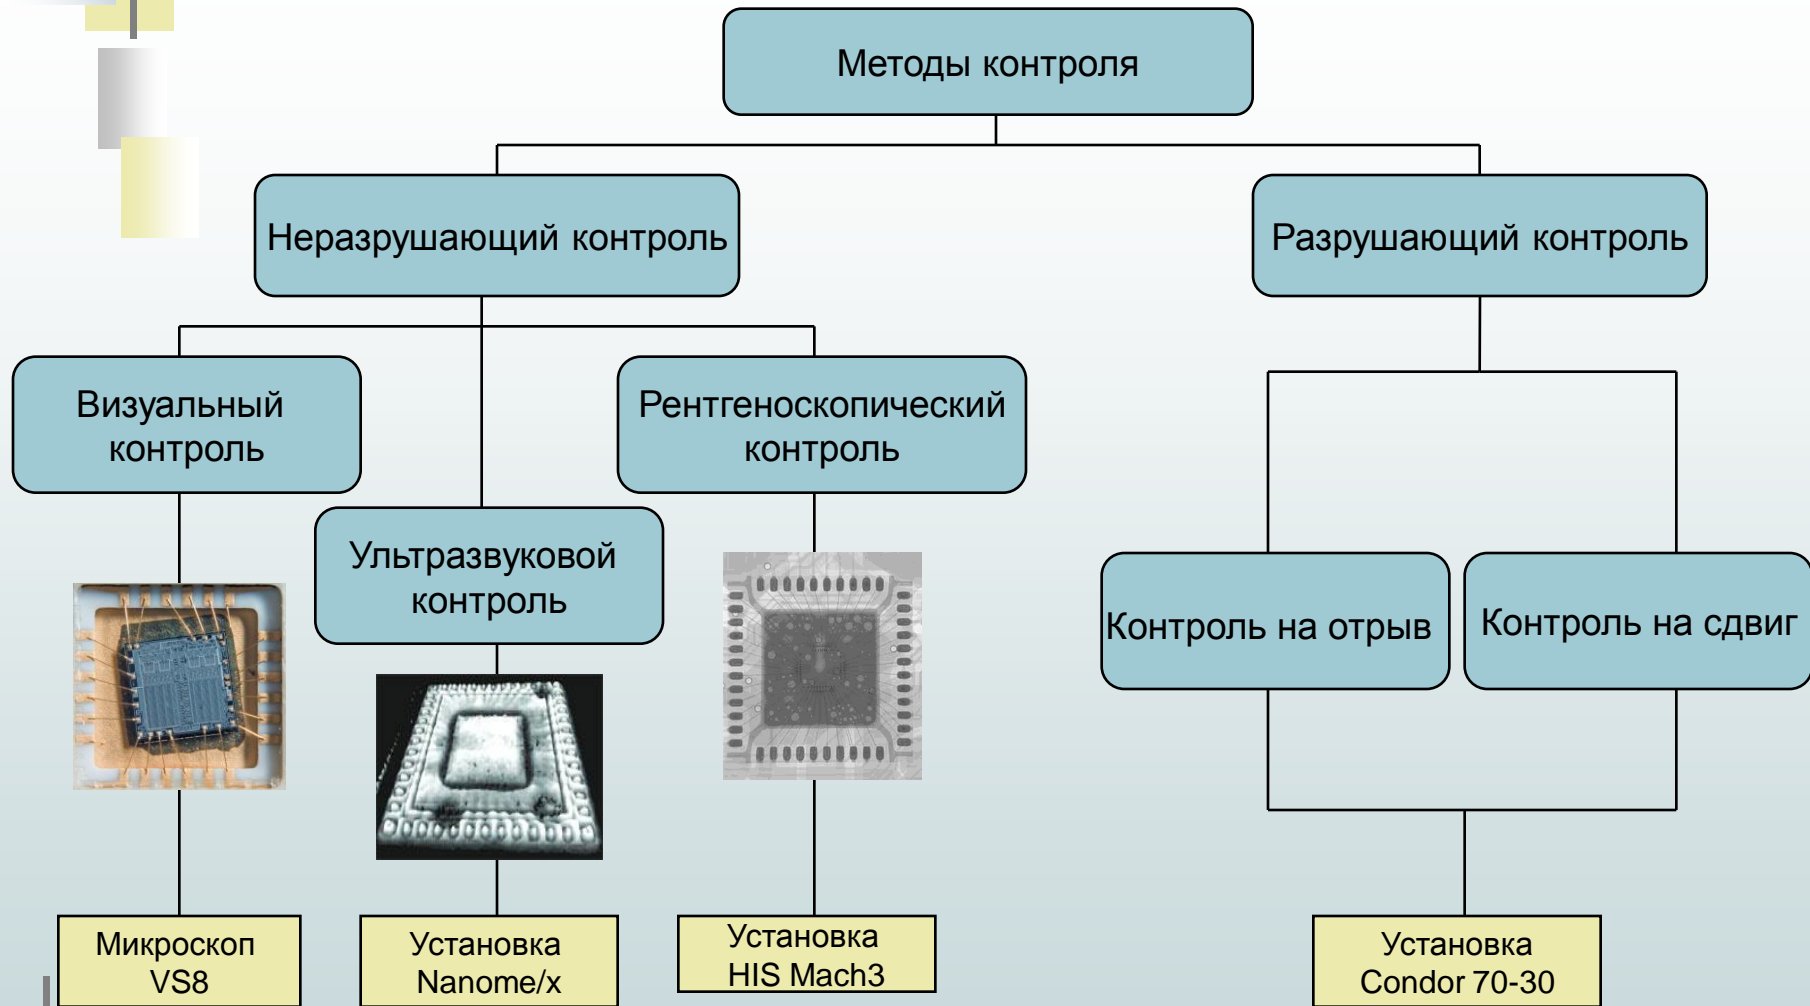 Методы контроля
Неразрушающий контроль
Разрушающий контроль
Визуальный
контроль
Рентгеноскопический
контроль
Ультразвуковой
контроль
Контроль на отрыв
Контроль на сдвиг
Микроскоп
VS8
Установка
Nanome/x
Установка
HIS Mach3
Установка
Condor 70-30